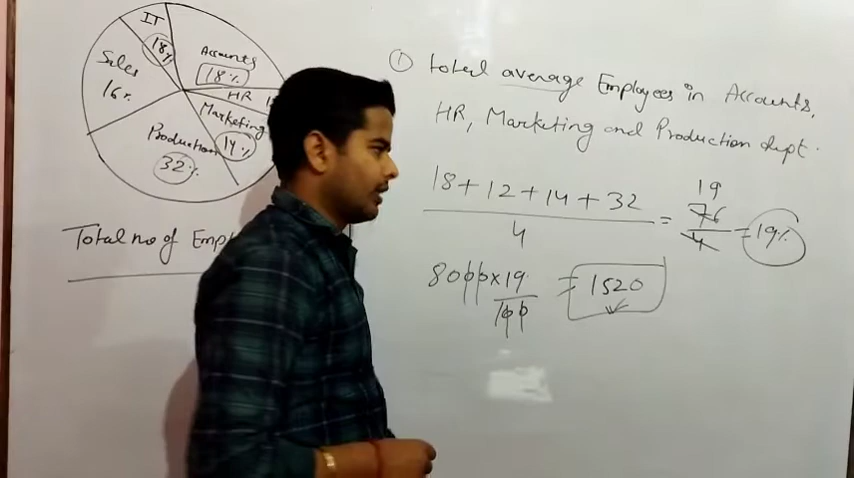 IT
18%
Accounts
18%
Sales
16%
HR 1
Marketing
14%
Production
32%
Total no of Emp
① total average Employees in Accounts,
HR, Marketing and Production dept.
18+12+14+32
4
= 19
76
4
= 19%
8000×19
100
= 1520